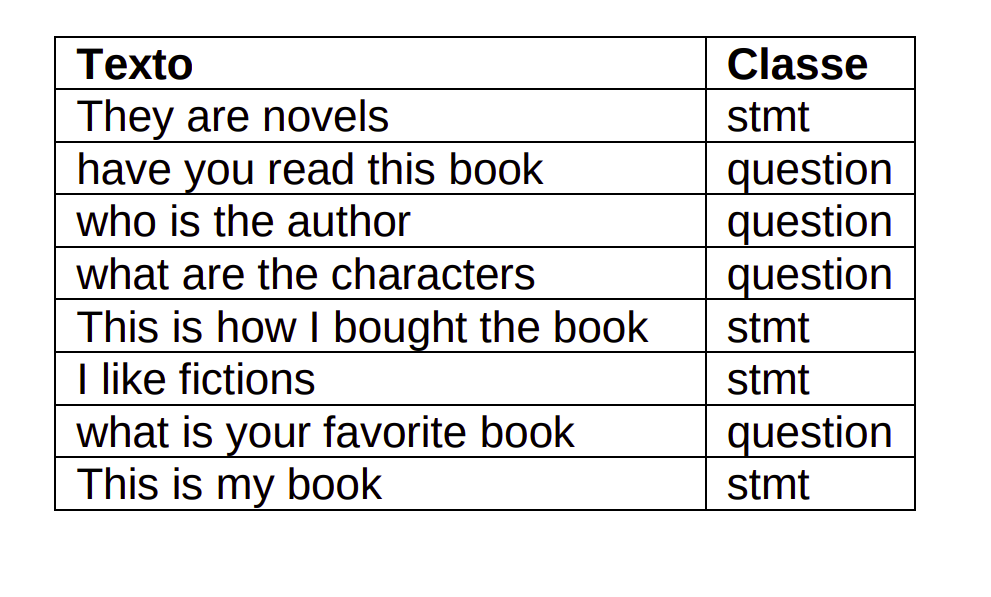 Texto Classe
They are novels stmt
have you read this book question
who is the author question
what are the characters question
This is how I bought the book stmt
I like fictions stmt
what is your favorite book question
This is my book stmt